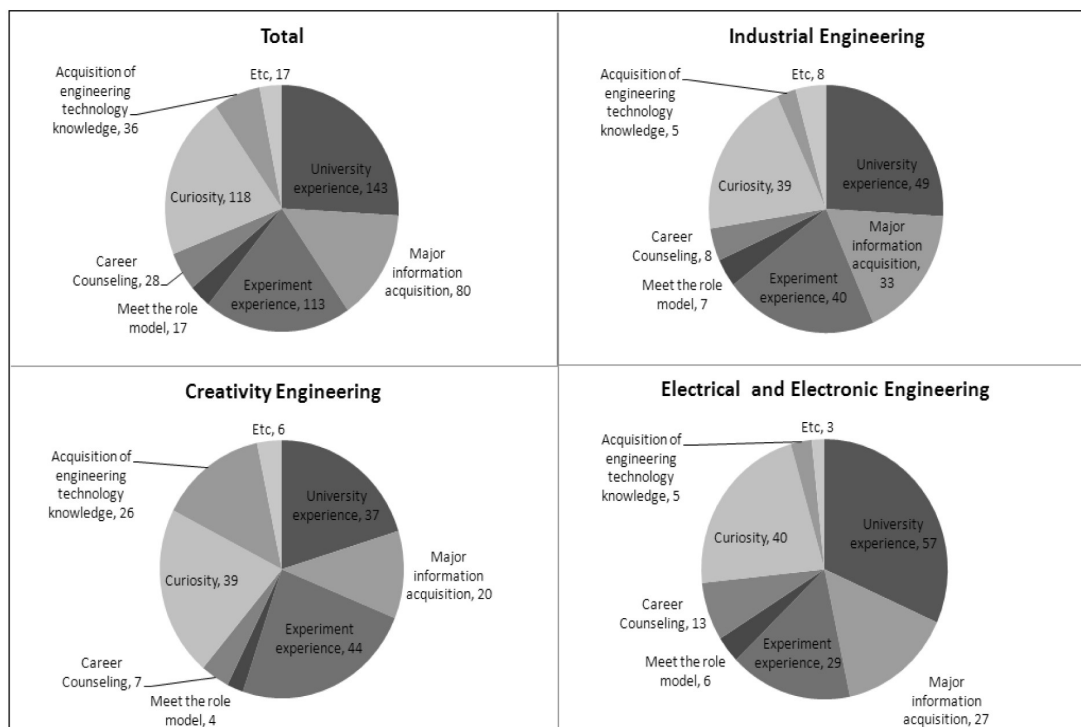 Total
Etc, 17
Acquisition of
engineering
technology
knowledge, 36
University
experience, 143
Curiosity, 118
Major
information
acquisition, 80
Career
Counseling, 28
Experiment
experience, 113
Meet the role
model, 17
Industrial Engineering
Etc, 8
Acquisition of
engineering
technology
knowledge, 5
University
experience, 49
Curiosity, 39
Major
information
acquisition,
33
Career
Counseling, 8
Experiment
experience, 40
Meet the role
model, 7
Creativity Engineering
Etc, 6
Acquisition of
engineering
technology
knowledge, 26
University
experience, 37
Major
information
acquisition, 20
Curiosity, 39
Experiment
experience, 44
Career
Counseling, 7
Meet the role
model, 4
Electrical and Electronic Engineering
Etc, 3
Acquisition of
engineering
technology
knowledge, 5
University
experience, 57
Curiosity, 40
Career
Counseling, 13
Experiment
experience, 29
Meet the role
model, 6
Major
information
acquisition, 27